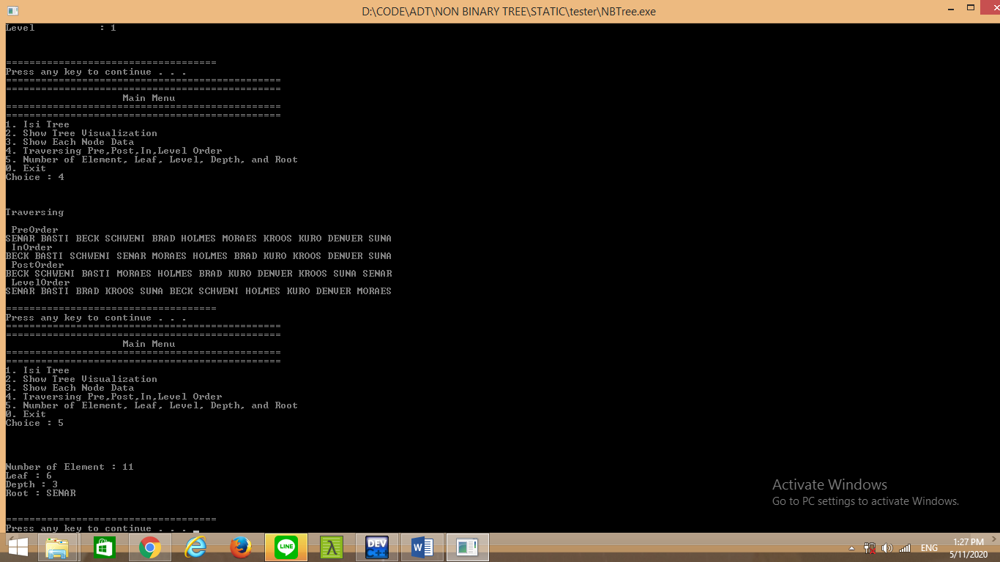 D:\CODE\ADT\NON BINARY TREE\STATIC\tester\NBTree.exe
Level           : 1
====================================
Press any key to continue . . .
===============================================
===============================================
                    Main Menu
===============================================
===============================================
1. Isi Tree
2. Show Tree Visualization
3. Show Each Node Data
4. Traversing Pre,Post,In,Level Order
5. Number of Element, Leaf, Level, Depth, and Root
0. Exit
Choice : 4
Traversing
 PreOrder
SENAR BASTI BECK SCHWENI BRAD HOLMES MORAES KROOS KURO DENVER SUNA
 InOrder
BECK BASTI SCHWENI SENAR MORAES HOLMES BRAD KURO KROOS DENVER SUNA
 PostOrder
BECK SCHWENI BASTI MORAES HOLMES BRAD KURO DENVER KROOS SUNA SENAR
 LevelOrder
SENAR BASTI BRAD KROOS SUNA BECK SCHWENI HOLMES KURO DENVER MORAES
====================================
Press any key to continue . . .
===============================================
===============================================
                    Main Menu
===============================================
===============================================
1. Isi Tree
2. Show Tree Visualization
3. Show Each Node Data
4. Traversing Pre,Post,In,Level Order
5. Number of Element, Leaf, Level, Depth, and Root
0. Exit
Choice : 5
Number of Element : 11
Leaf : 6
Depth : 3
Root : SENAR
====================================
Press any key to continue . . .
Activate Windows
Go to PC settings to activate Windows.
LINE
DEV
C++
ENG
1:27 PM
5/11/2020